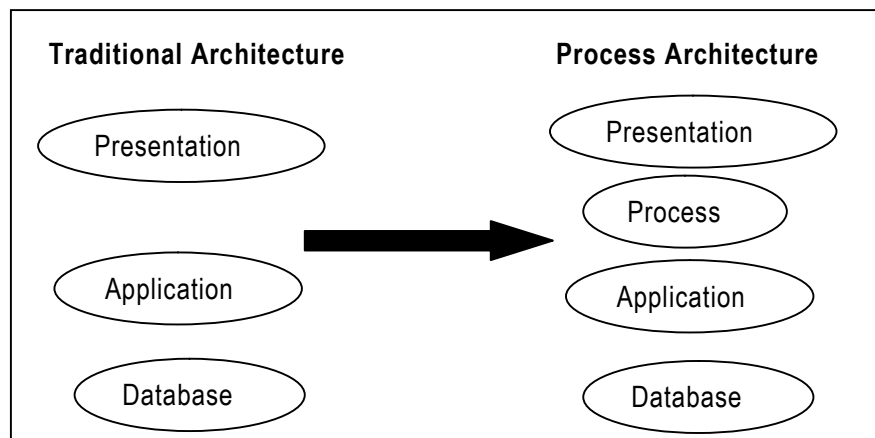 Traditional Architecture
Presentation
Application
Database
Process Architecture
Presentation
Process
Application
Database